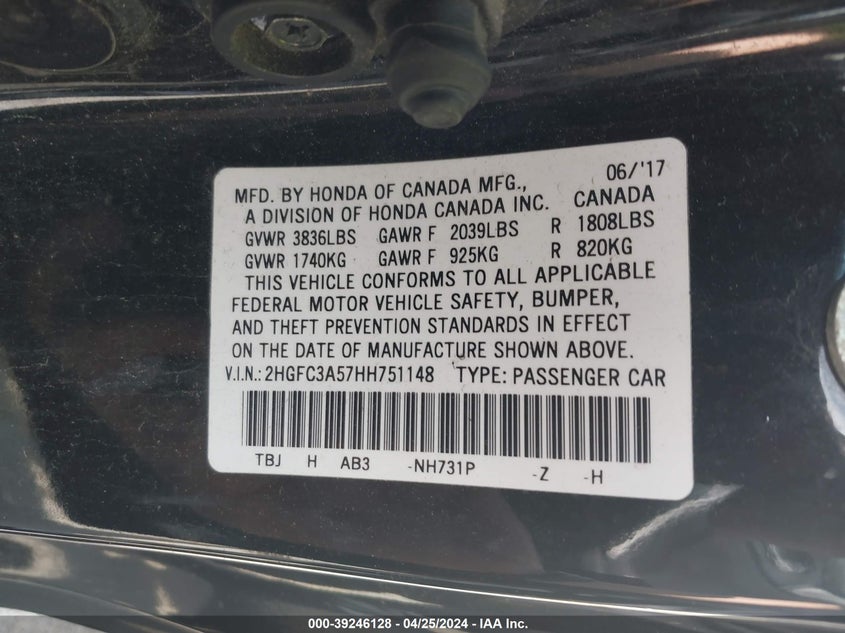 06/'17
MFD. BY HONDA OF CANADA MFG.,
A DIVISION OF HONDA CANADA INC. CANADA
GVWR 3836LBS GAWR F 2039LBS R 1808LBS
GVWR 1740KG GAWR F 925KG R 820KG
THIS VEHICLE CONFORMS TO ALL APPLICABLE
FEDERAL MOTOR VEHICLE SAFETY, BUMPER,
AND THEFT PREVENTION STANDARDS IN EFFECT
ON THE DATE OF MANUFACTURE SHOWN ABOVE.
V.I.N.: 2HGFC3A57HH751148 TYPE: PASSENGER CAR
TBJ H AB3 -NH731P -Z -H
000-39246128 - 04/25/2024 - IAA Inc.